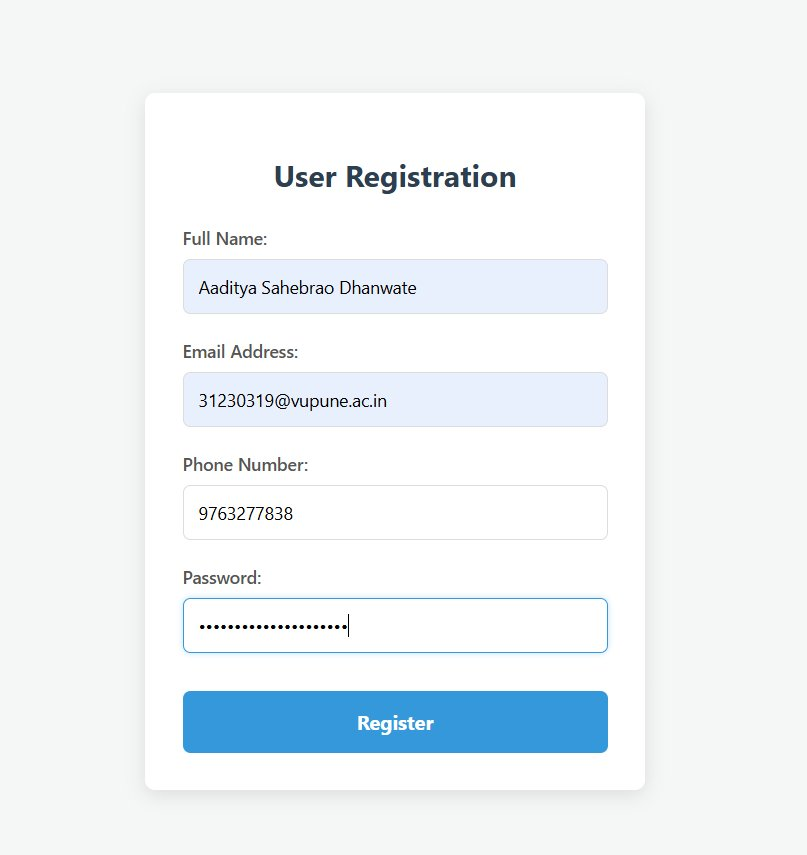 User Registration
Full Name:
Aaditya Sahebrao Dhanwate
Email Address:
31230319@vupune.ac.in
Phone Number:
9763277838
Password:
•••••••••••••••••••••
Register